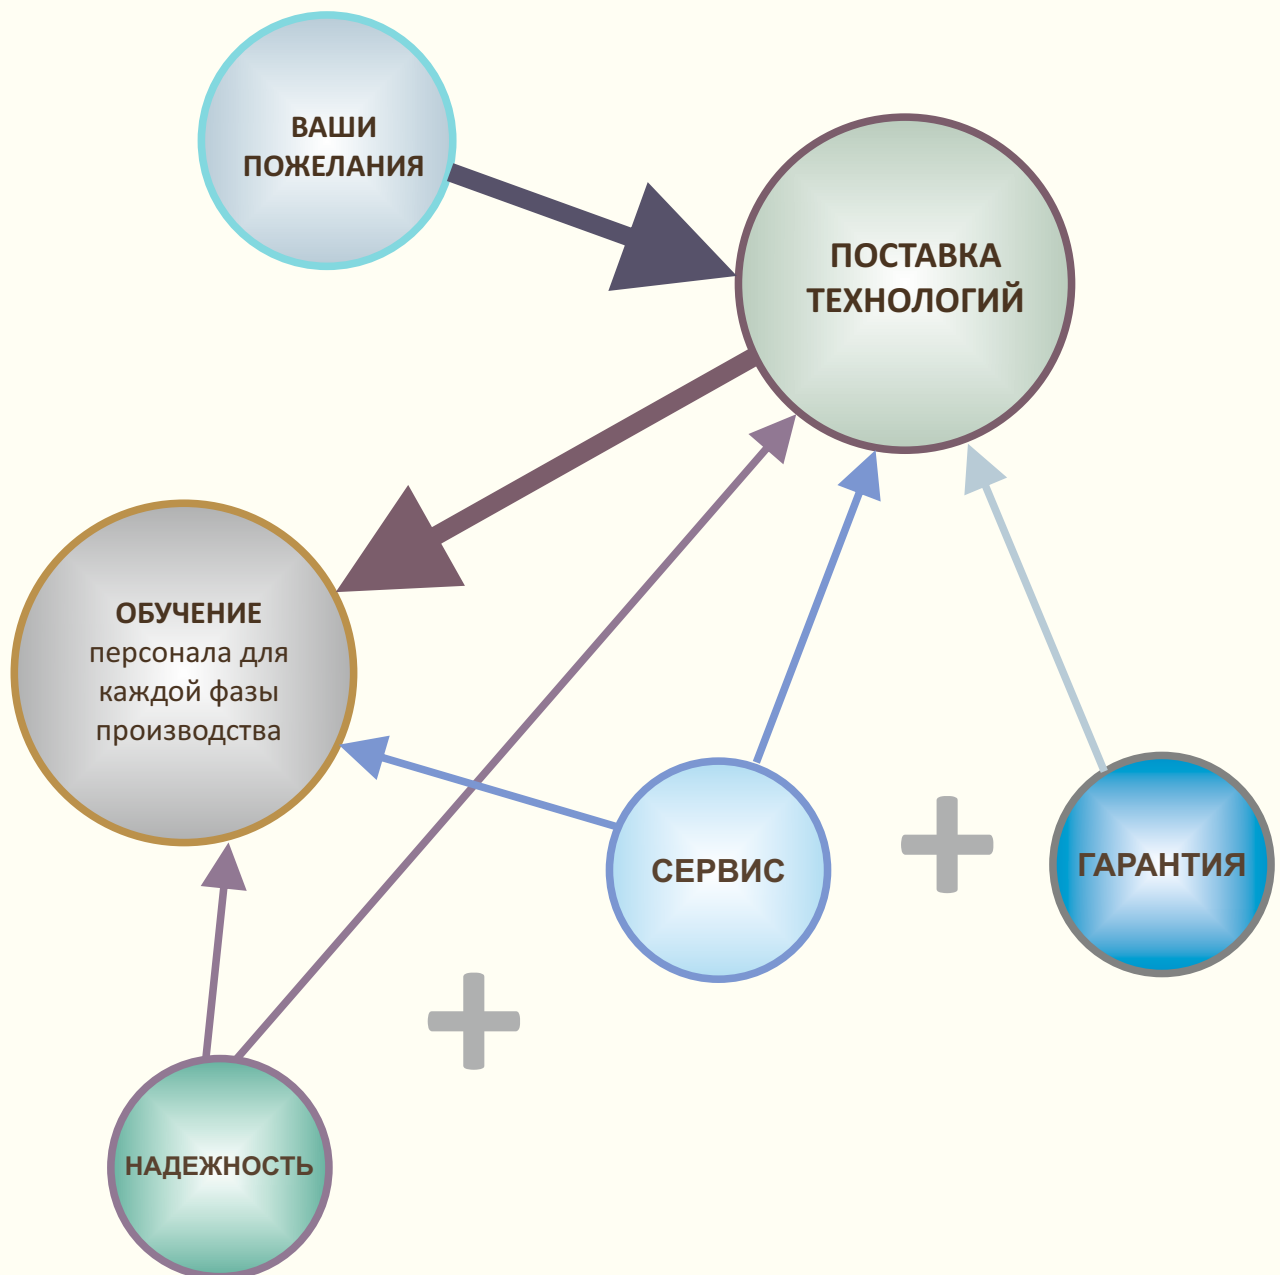 ВАШИ
ПОЖЕЛАНИЯ
ПОСТАВКА
ТЕХНОЛОГИЙ
ОБУЧЕНИЕ
персонала для
каждой фазы
производства
СЕРВИС
ГАРАНТИЯ
НАДЕЖНОСТЬ